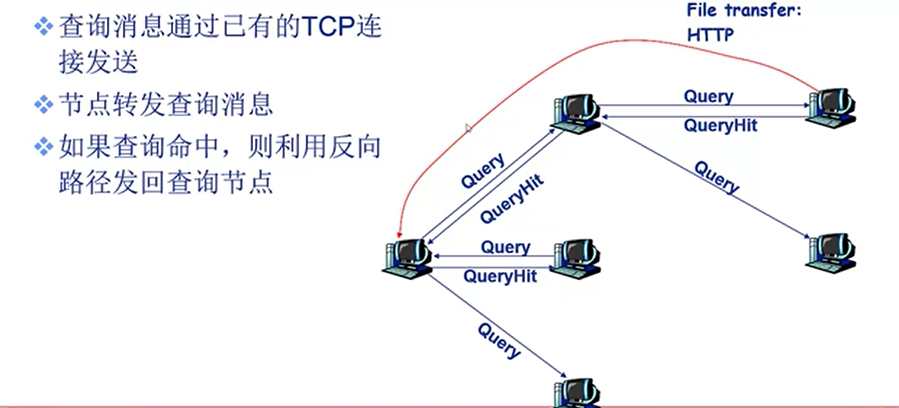 查询消息通过已有的TCP连
接发送
节点转发查询消息
如果查询命中，则利用反向
路径发回查询节点
File transfer:
HTTP
Query
QueryHit
Query
QueryHit
Query
Query
QueryHit
Query